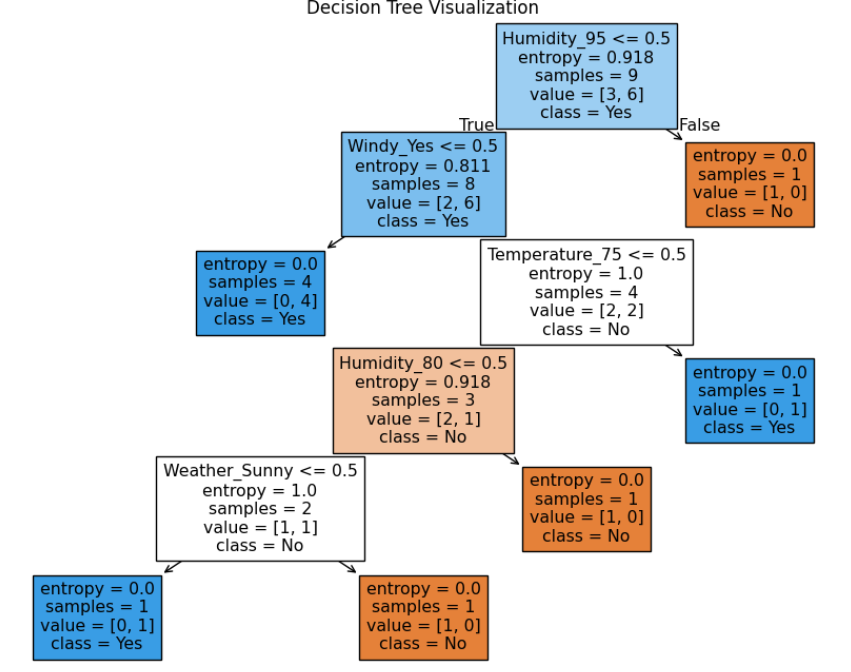 Decision Tree Visualization
Humidity_95 <= 0.5
entropy = 0.918
samples = 9
value = [3, 6]
class = Yes
True
False
Windy_Yes <= 0.5
entropy = 0.811
samples = 8
value = [2, 6]
class = Yes
entropy = 0.0
samples = 1
value = [1, 0]
class = No
entropy = 0.0
samples = 4
value = [0, 4]
class = Yes
Temperature_75 <= 0.5
entropy = 1.0
samples = 4
value = [2, 2]
class = No
Humidity_80 <= 0.5
entropy = 0.918
samples = 3
value = [2, 1]
class = No
entropy = 0.0
samples = 1
value = [0, 1]
class = Yes
Weather_Sunny <= 0.5
entropy = 1.0
samples = 2
value = [1, 1]
class = No
entropy = 0.0
samples = 1
value = [1, 0]
class = No
entropy = 0.0
samples = 1
value = [0, 1]
class = Yes
entropy = 0.0
samples = 1
value = [1, 0]
class = No